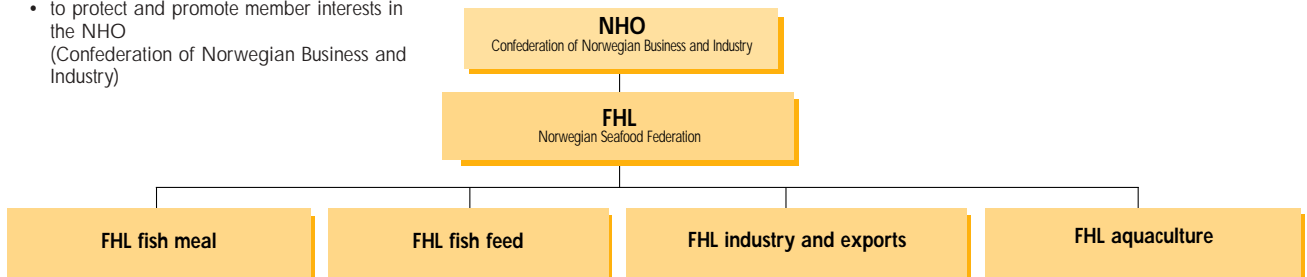 • to protect and promote member interests in
the NHO
(Confederation of Norwegian Business and
Industry)
NHO
Confederation of Norwegian Business and Industry
FHL
Norwegian Seafood Federation
FHL fish meal
FHL fish feed
FHL industry and exports
FHL aquaculture